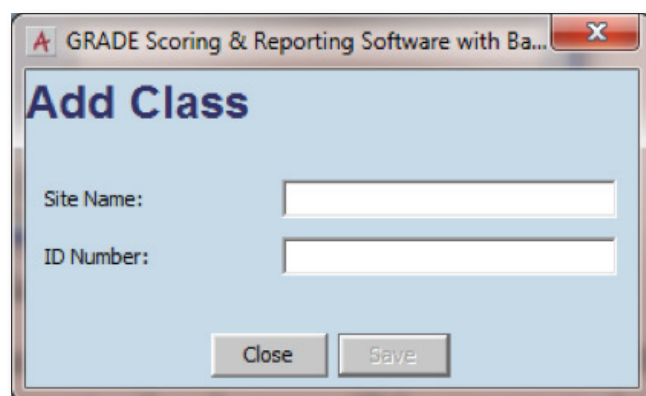 GRADE Scoring & Reporting Software with Ba...
Add Class
Site Name:
ID Number:
Close Save